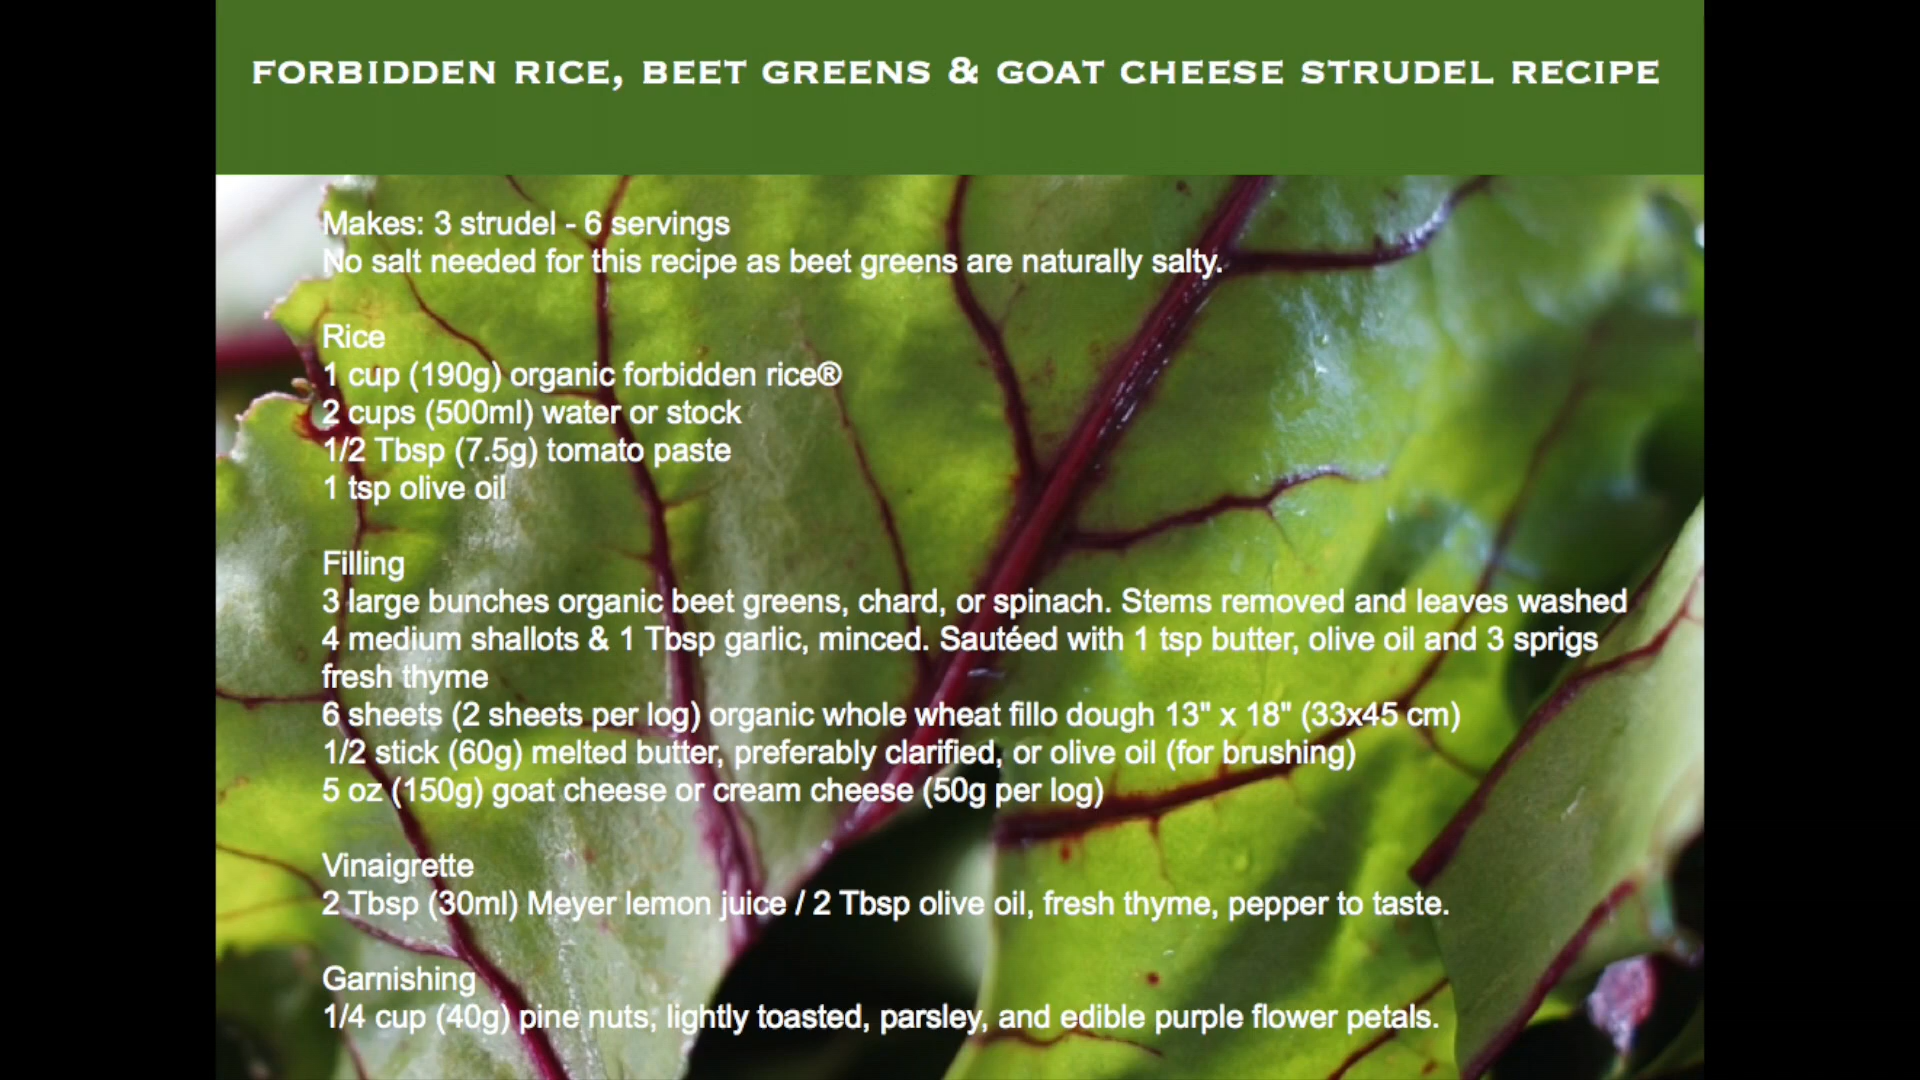 FORBIDDEN RICE, BEET GREENS & GOAT CHEESE STRUDEL RECIPE
Makes: 3 strudel - 6 servings
No salt needed for this recipe as beet greens are naturally salty.
Rice
1 cup (190g) organic forbidden rice®
2 cups (500ml) water or stock
1/2 Tbsp (7.5g) tomato paste
1 tsp olive oil
Filling
3 large bunches organic beet greens, chard, or spinach. Stems removed and leaves washed
4 medium shallots & 1 Tbsp garlic, minced. Sautéed with 1 tsp butter, olive oil and 3 sprigs
fresh thyme
6 sheets (2 sheets per log) organic whole wheat fillo dough 13" x 18" (33x45 cm)
1/2 stick (60g) melted butter, preferably clarified, or olive oil (for brushing)
5 oz (150g) goat cheese or cream cheese (50g per log)
Vinaigrette
2 Tbsp (30ml) Meyer lemon juice / 2 Tbsp olive oil, fresh thyme, pepper to taste.
Garnishing
1/4 cup (40g) pine nuts, lightly toasted, parsley, and edible purple flower petals.